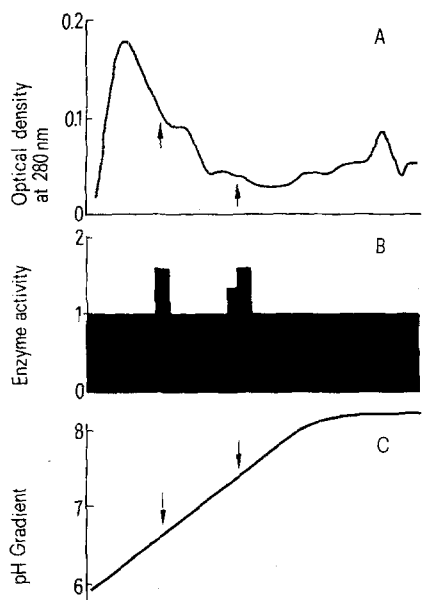 A
Optical density
at 280 nm
0.2
0.1
0
B
Enzyme activity
2
1
0
C
pH Gradient
8
7
6